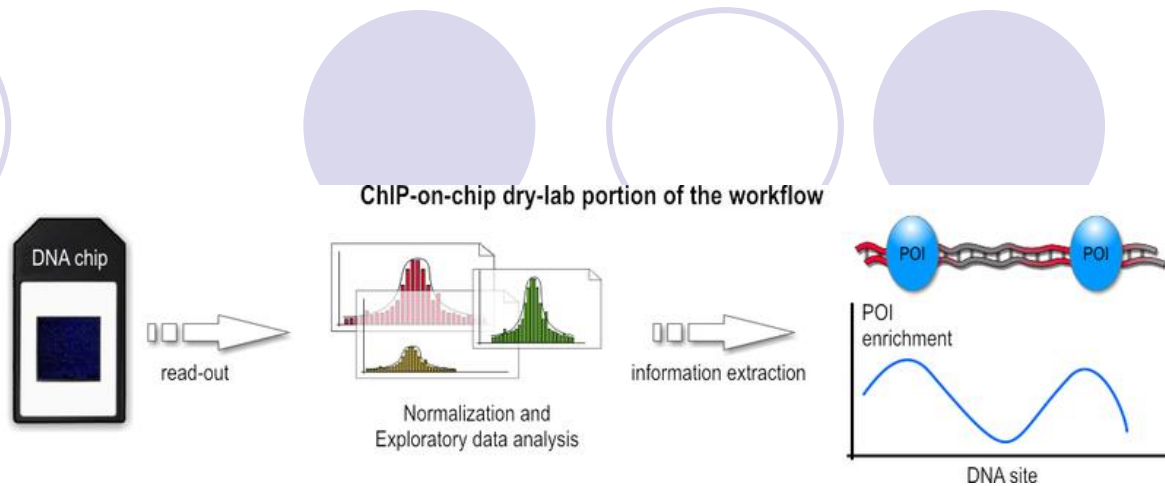 ChIP-on-chip dry-lab portion of the workflow
DNA chip
read-out
Normalization and
Exploratory data analysis
information extraction
POI
POI
POI
enrichment
DNA site